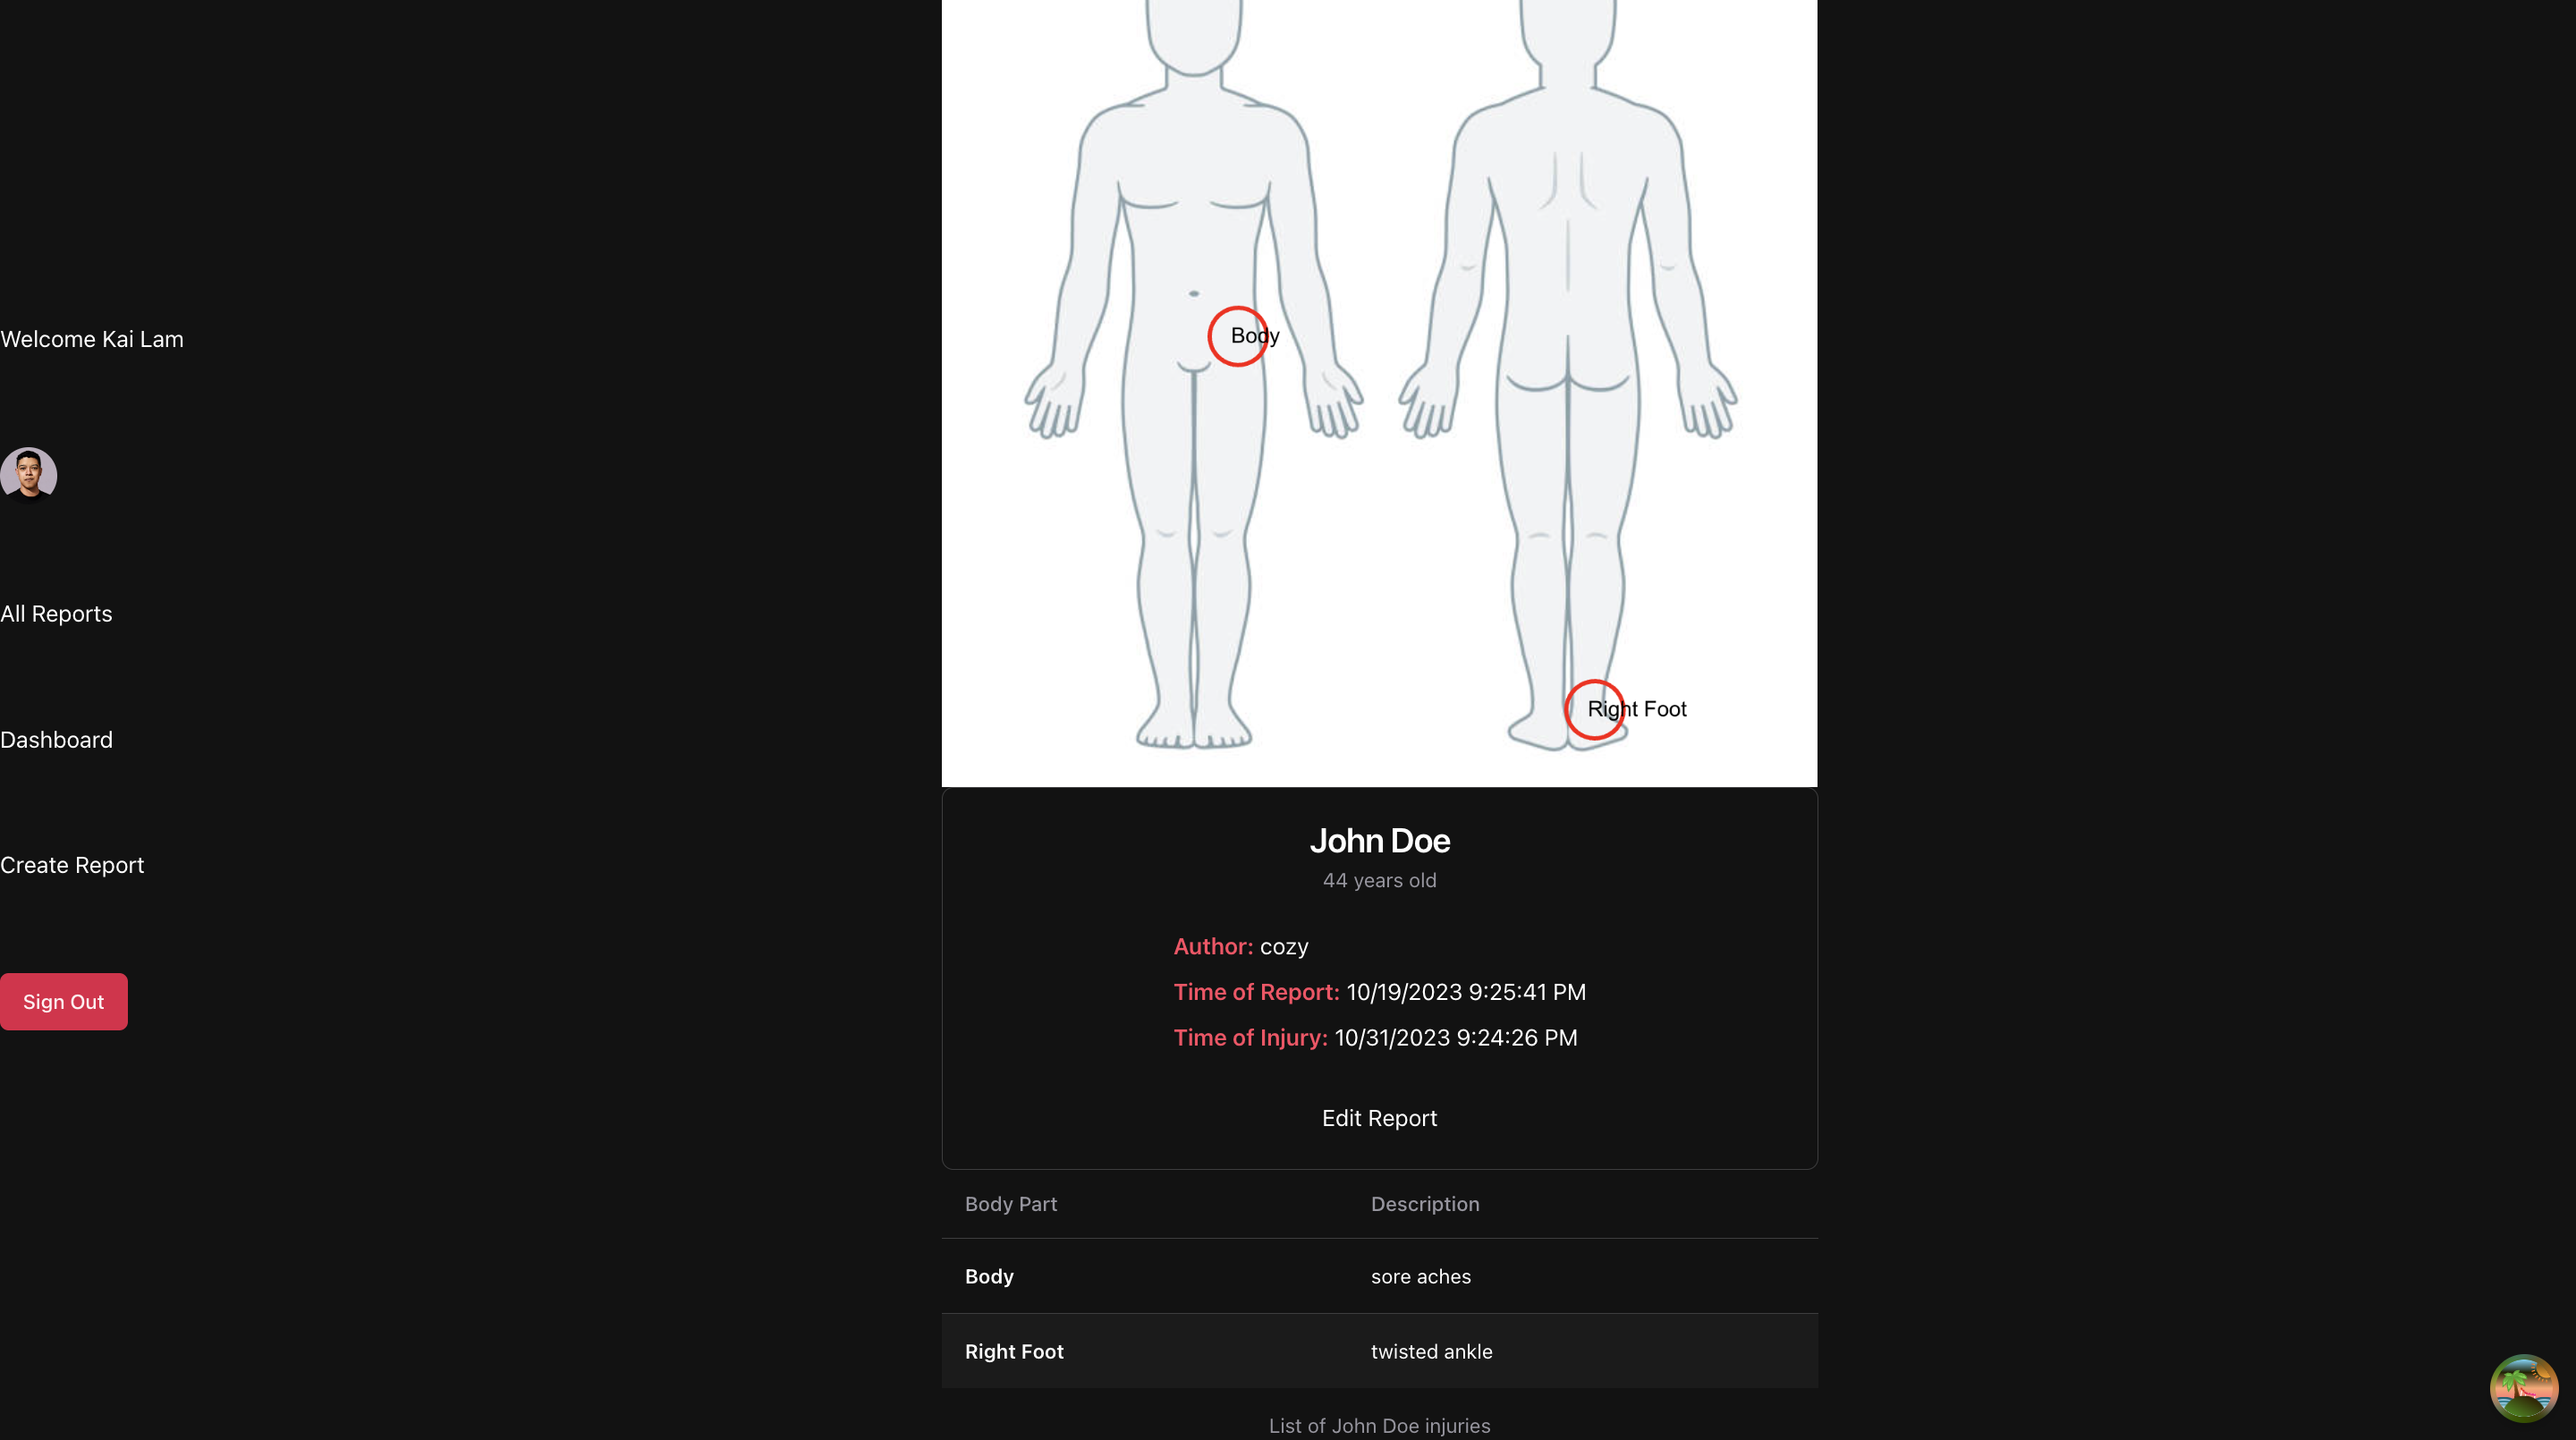 Welcome Kai Lam
All Reports
Dashboard
Create Report
Sign Out
Body
Right Foot
John Doe
44 years old
Author: cozy
Time of Report: 10/19/2023 9:25:41 PM
Time of Injury: 10/31/2023 9:24:26 PM
Edit Report
Body Part Description
Body sore aches
Right Foot twisted ankle
List of John Doe injuries